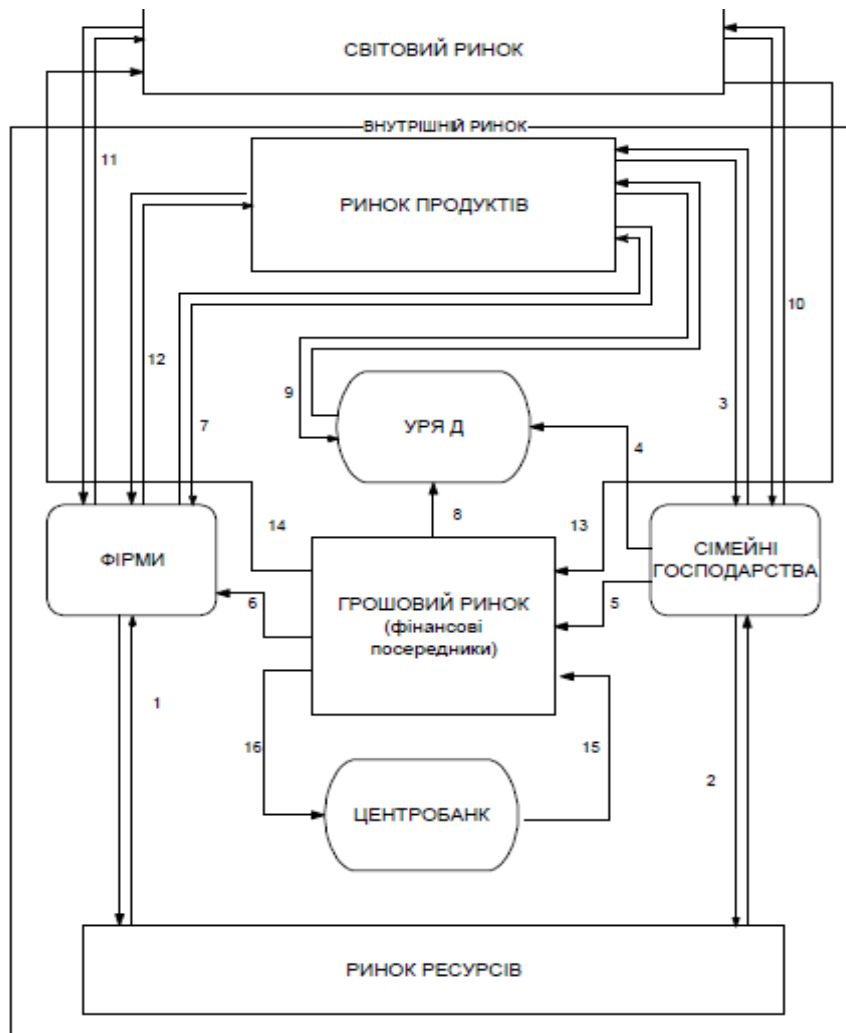 СВІТОВИЙ РИНОК
ВНУТРІШНІЙ РИНОК
11
РИНОК ПРОДУКТІВ
10
12
9
3
7
УРЯ Д
4
14
8
13
ФІРМИ
СІМЕЙНІ
ГОСПОДАРСТВА
6
ГРОШОВИЙ РИНОК
(фінансові
посередники)
5
1
16
15
2
ЦЕНТРОБАНК
РИНОК РЕСУРСІВ